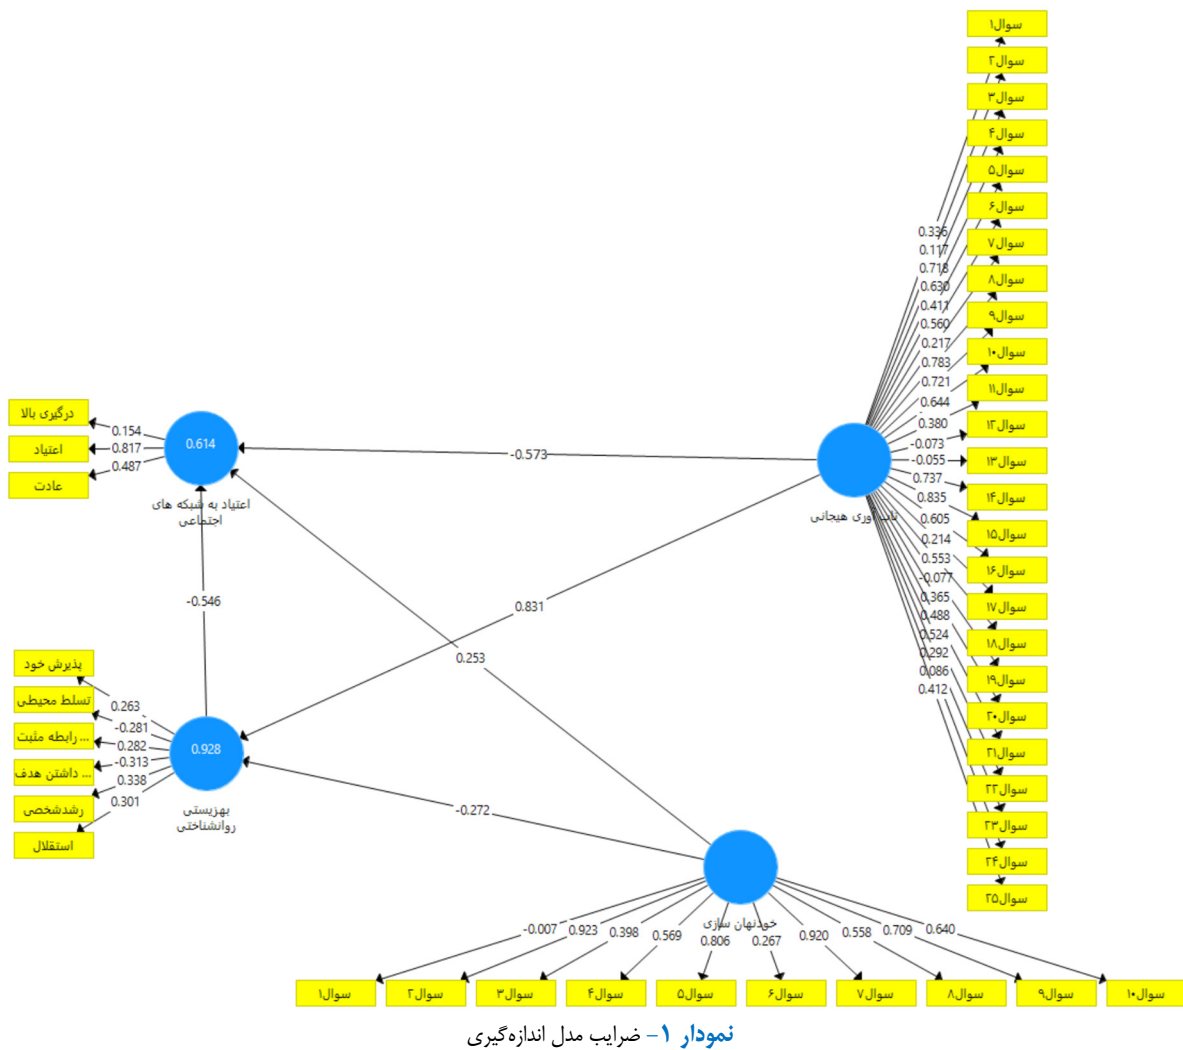 سوال۱
سوال۲
سوال۳
سوال۴
سوال۵
سوال۶
سوال۷
سوال۸
سوال۹
سوال۱۰
سوال۱۱
سوال۱۲
سوال۱۳
سوال۱۴
سوال۱۵
سوال۱۶
سوال۱۷
سوال۱۸
سوال۱۹
سوال۲۰
سوال۲۱
سوال۲۲
سوال۲۳
سوال۲۴
سوال۲۵
0.336
0.117
0.718
0.630
0.411
0.560
0.217
0.783
0.721
0.644
0.380
-0.073
-0.055
0.737
0.835
0.605
0.214
0.553
-0.077
0.365
0.488
0.524
0.292
0.086
0.412
تاب آوری هیجانی
درگیری بالا
اعتیاد
عادت
0.154
0.817
0.487
0.614
اعتیاد به شبکه های
اجتماعی
-0.573
-0.546
0.831
0.253
-0.272
پذیرش خود
تسلط محیطی
رابطه مثبت ...
داشتن هدف ...
رشدشخصی
استقلال
0.263
-0.281
0.282
-0.313
0.338
0.301
0.928
بهزیستی
روانشناختی
خودنهان سازی
-0.007
0.923
0.398
0.569
0.806
0.267
0.920
0.558
0.709
0.640
سوال۱
سوال۲
سوال۳
سوال۴
سوال۵
سوال۶
سوال۷
سوال۸
سوال۹
سوال۱۰
نمودار ۱- ضرایب مدل اندازه‌گیری